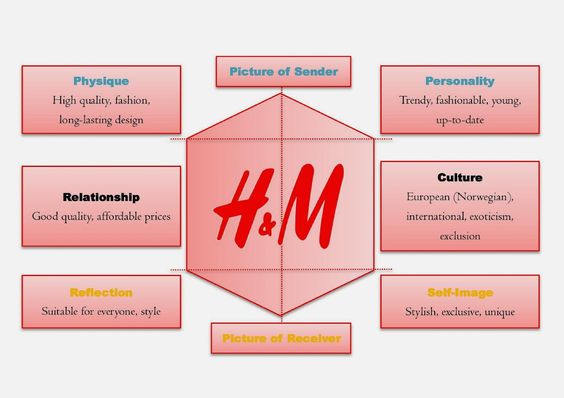 Picture of Sender
Physique
High quality, fashion,
long-lasting design
Personality
Trendy, fashionable, young,
up-to-date
Relationship
Good quality, affordable prices
H&M
Culture
European (Norwegian),
international, exoticism,
exclusion
Reflection
Suitable for everyone, style
Self-Image
Stylish, exclusive, unique
Picture of Receiver